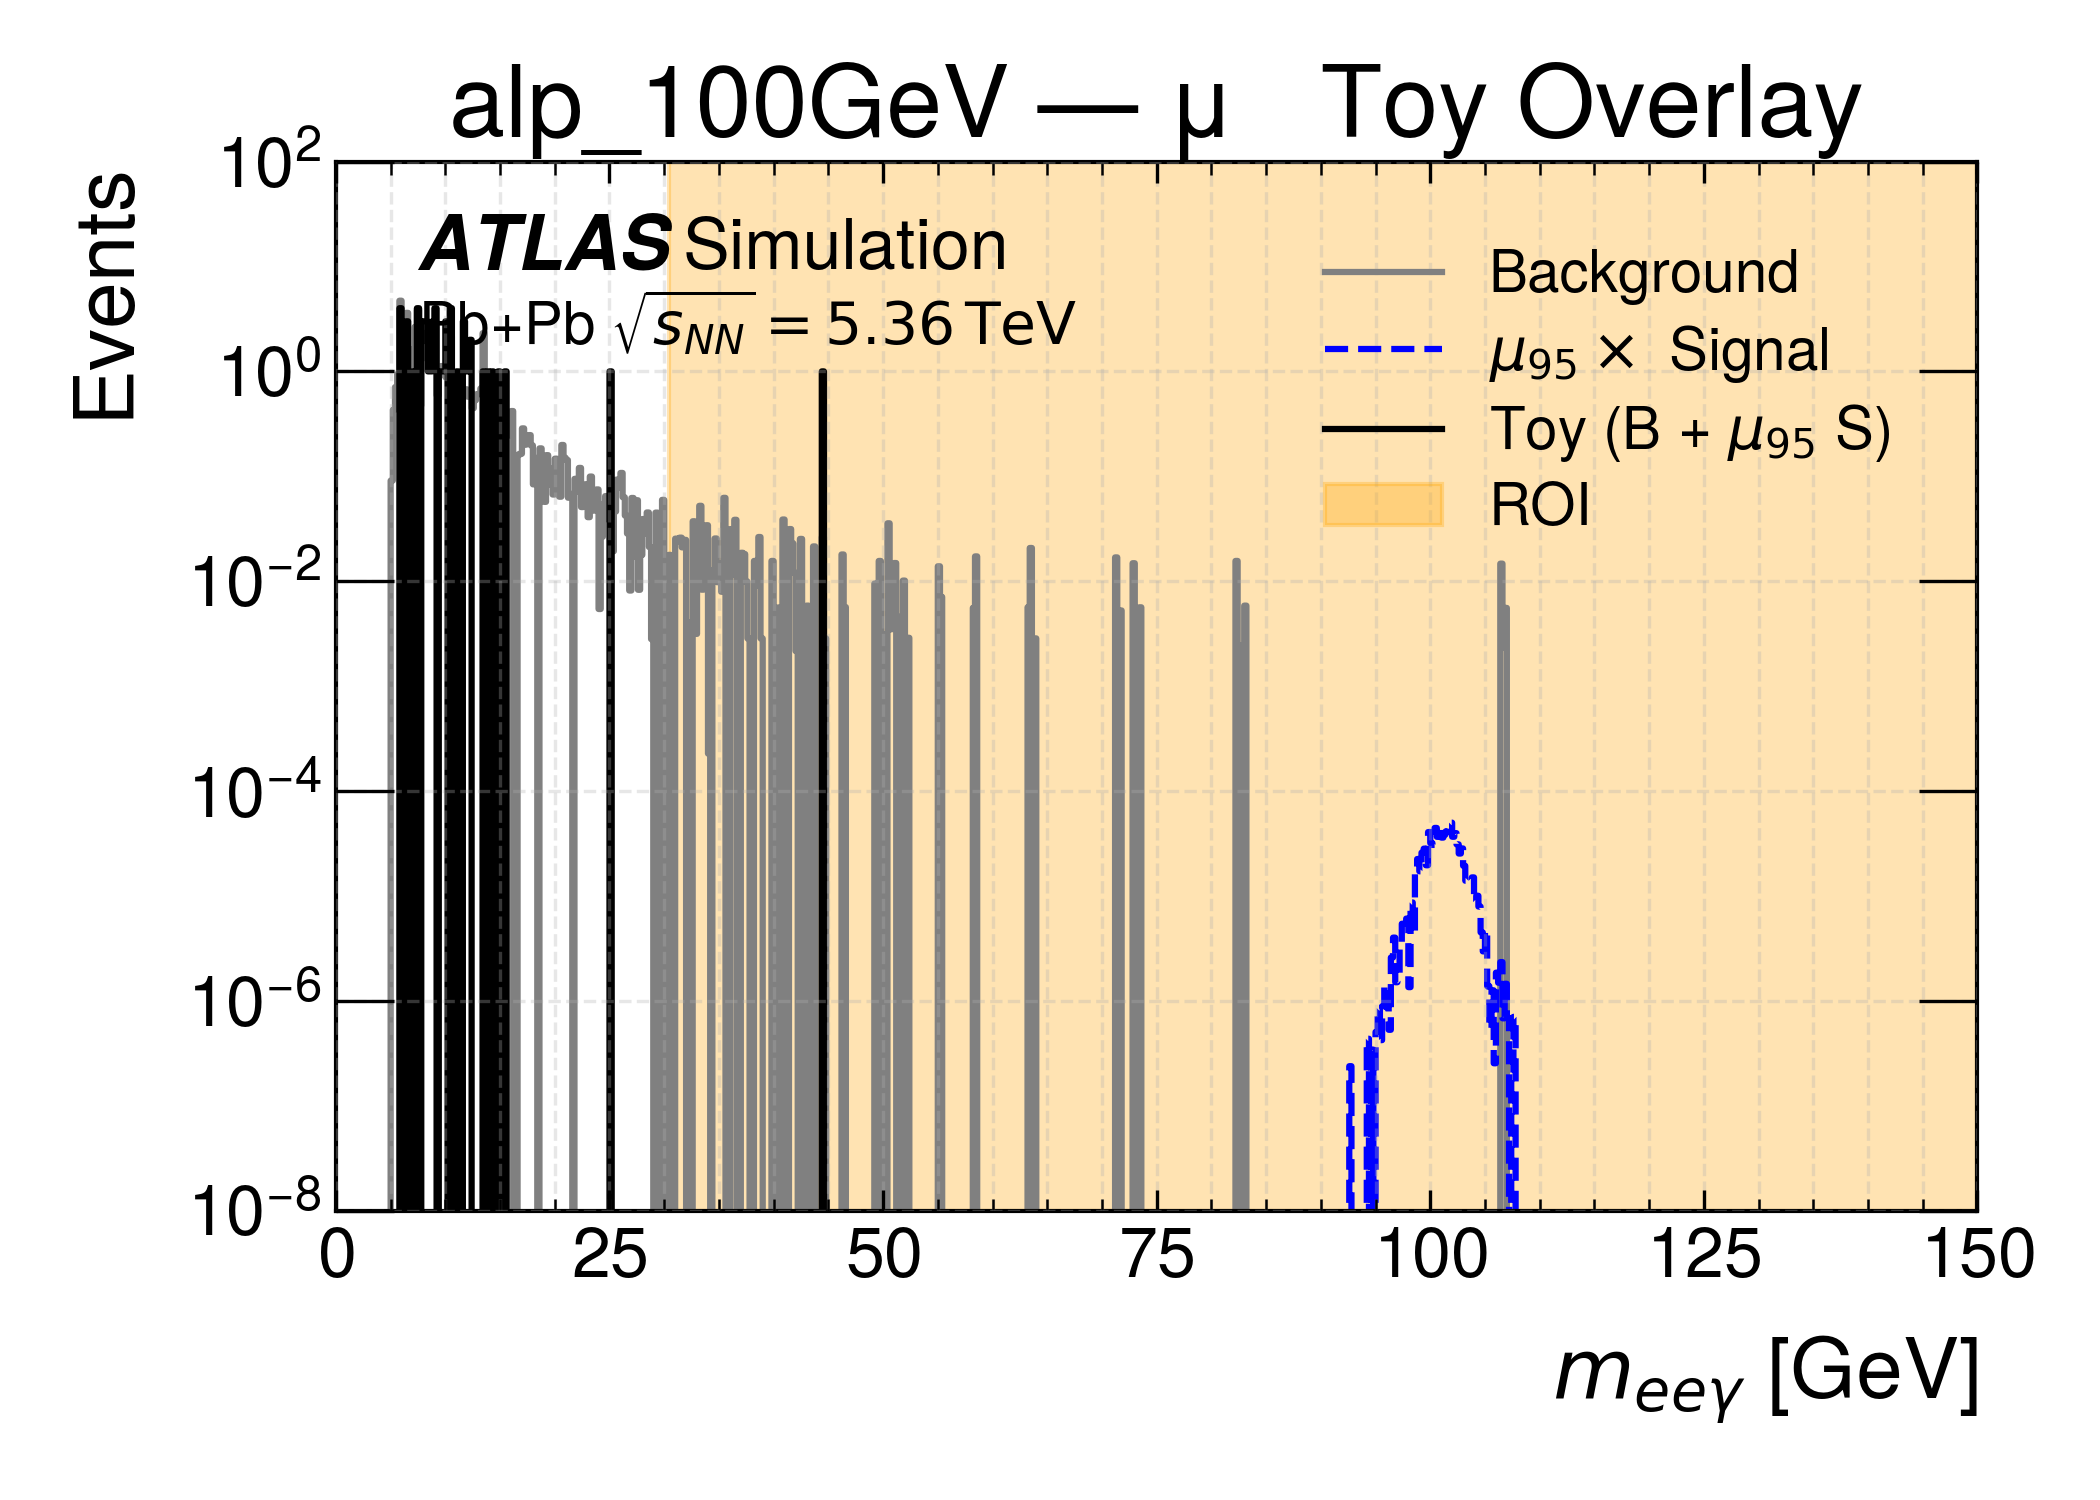 alp_100GeV — μ Toy Overlay
Events
10²
10⁰
10⁻²
10⁻⁴
10⁻⁶
10⁻⁸
ATLAS Simulation
Pb+Pb √s_NN = 5.36 TeV
Background
μ₉₅ × Signal
Toy (B + μ₉₅ S)
ROI
0 25 50 75 100 125 150
m_eeγ [GeV]